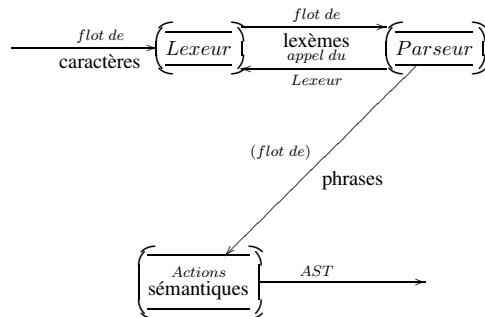 flot de
caractères
Lexeur
flot de
lexèmes
appel du
Lexeur
Parseur
(flot de)
phrases
Actions
sémantiques
AST